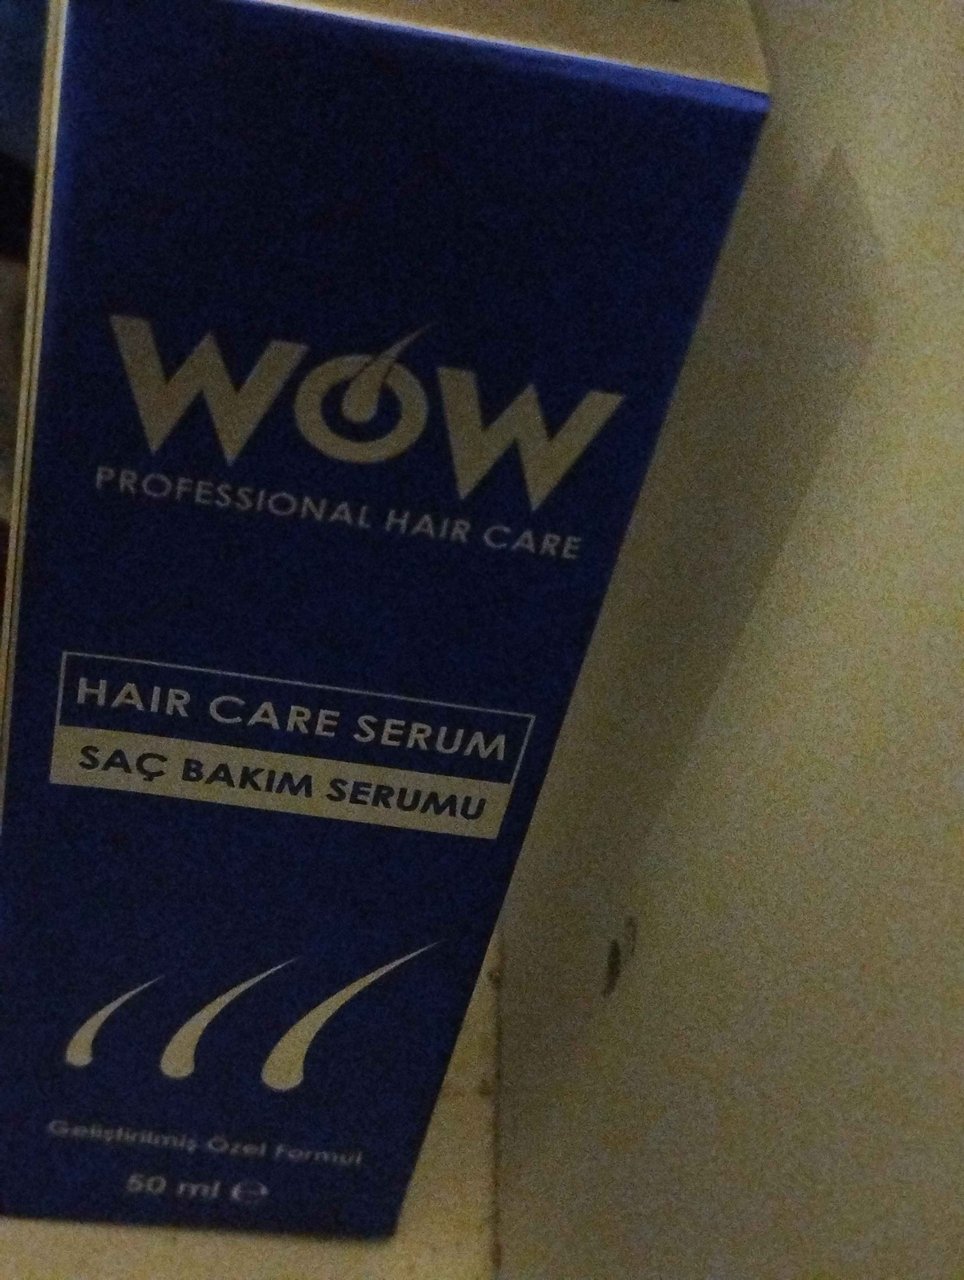 WOW
PROFESSIONAL HAIR CARE
HAIR CARE SERUM
SAÇ BAKIM SERUMU
Geliştirilmiş Özel Formül
50 ml ℮